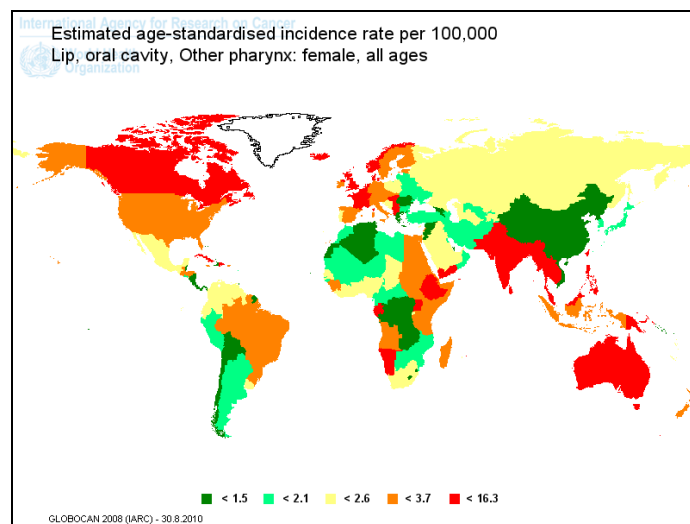 International Agency for Research on Cancer
Estimated age-standardised incidence rate per 100,000
Lip, oral cavity, Other pharynx: female, all ages
World Health
Organization
< 1.5 < 2.1 < 2.6 < 3.7 < 16.3
GLOBOCAN 2008 (IARC) - 30.8.2010